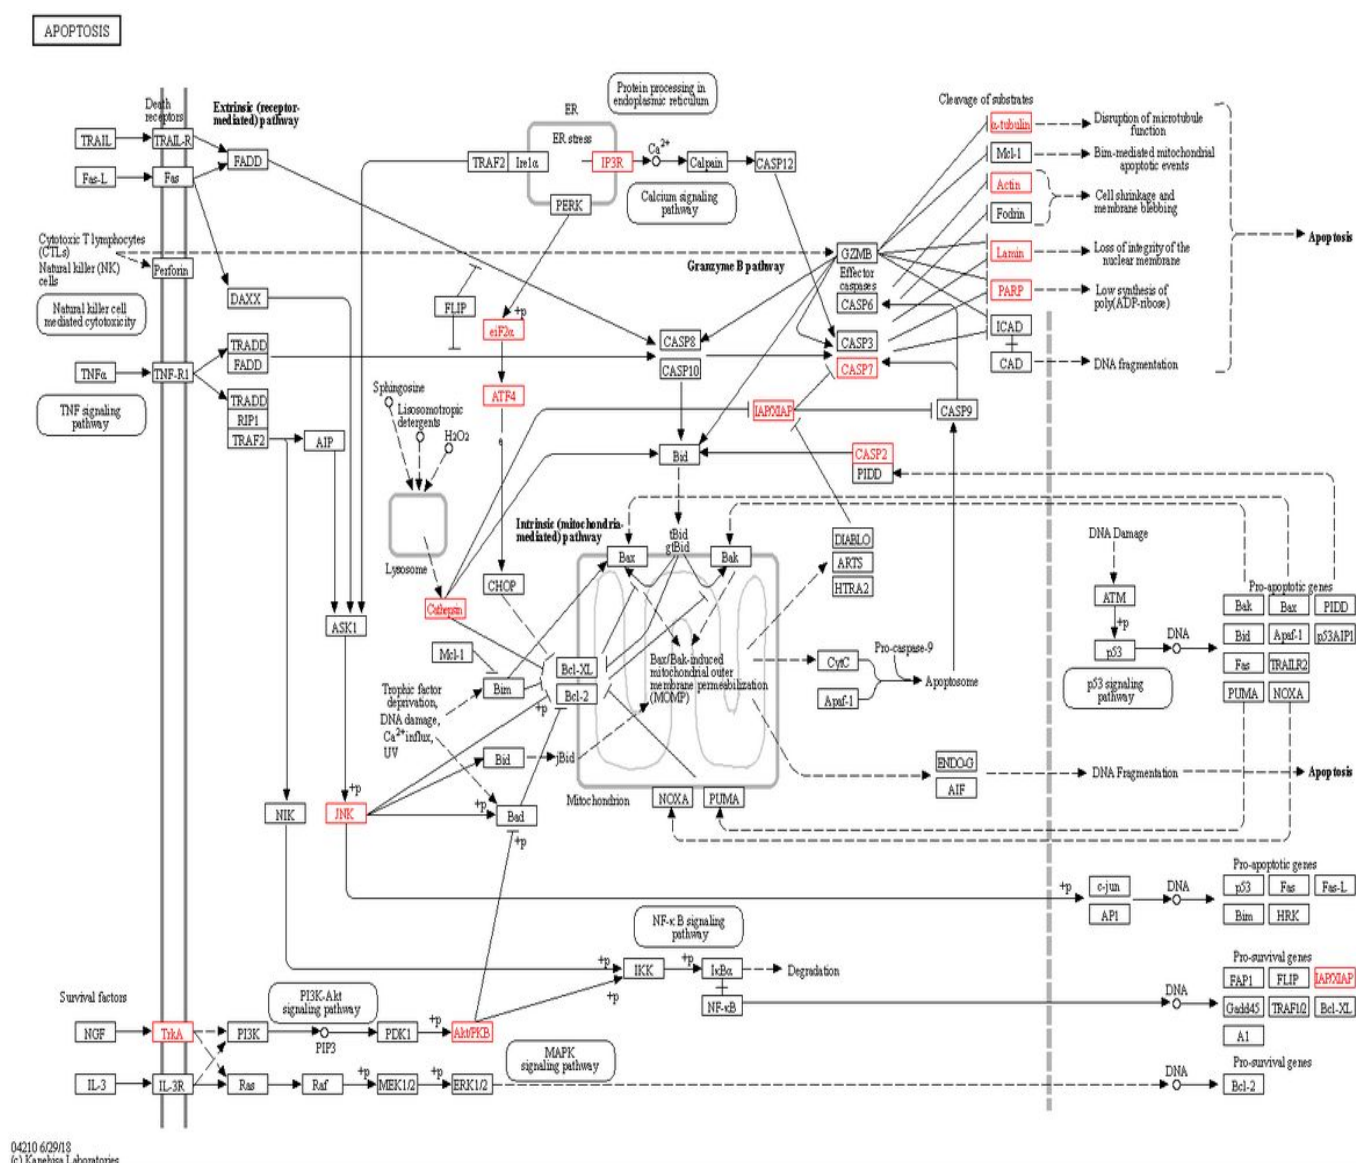 APOPTOSIS
Death
receptors
Extrinsic (receptor-
mediated) pathway
ER
Protein processing in
endoplasmic reticulum
Cleavage of substrates
TRAIL
TRAIL-R
FADD
Fas-L
Fas
TRAF2
Ire1α
ER stress
IP3R
Ca2+
Calpain
CASP12
PERK
Calcium signaling
pathway
α-tubulin
Disruption of microtubule
function
Mcl-1
Bim-mediated mitochondrial
apoptotic events
Actin
Fodrin
Cell shrinkage and
membrane blebbing
Lamin
Loss of integrity of the
nuclear membrane
PARP
Low synthesis of
poly(ADP-ribose)
ICAD
CAD
DNA fragmentation
Apoptosis
Cytotoxic T lymphocytes
(CTLs)
Natural killer (NK)
cells
Perforin
Natural killer cell
mediated cytotoxicity
Granzyme B pathway
GZMB
Effector
caspases
CASP6
CASP3
CASP7
DAXX
FLIP
+p
eiF2α
ATF4
CASP8
CASP10
TNFα
TNF-R1
TRADD
FADD
TRADD
RIP1
TRAF2
AIP
TNF signaling
pathway
Sphingosine
Lisosomotropic
detergents
H2O2
IAP/XIAP
CASP9
Bid
CASP2
PIDD
Lysosome
Cathepsin
CHOP
Intrinsic (mitochondria-
mediated) pathway
tBid
gtBid
Bax
Bak
DIABLO
ARTS
HTRA2
DNA Damage
ATM
+p
p53
DNA
p53 signaling
pathway
Pro-apoptotic genes
Bak
Bax
PIDD
Bid
Apaf-1
p53AIP1
Fas
TRAILR2
PUMA
NOXA
ASK1
Mcl-1
Bim
Bcl-XL
Bcl-2
+p
Bax/Bak-induced
mitochondrial outer
membrane permeabilization
(MOMP)
CytC
Apaf-1
Pro-caspase-9
Apoptosome
Trophic factor
deprivation,
DNA damage,
Ca2+influx,
UV
Bid
jBid
+p
Bad
+p
Mitochondrion
NOXA
PUMA
ENDO-G
AIF
DNA Fragmentation
Apoptosis
NIK
+p
JNK
+p
c-jun
AP1
DNA
Pro-apoptotic genes
p53
Fas
Fas-L
Bim
HRK
NF-κB signaling
pathway
+p
IKK
+p
+p
IκBα
NF-κB
Degradation
DNA
Pro-survival genes
FAP1
FLIP
IAP/XIAP
Gadd45
TRAF1/2
Bcl-XL
A1
Survival factors
PI3K-Akt
signaling pathway
NGF
TrkA
PI3K
PIP3
PDK1
+p
Akt/PKB
MAPK
signaling pathway
IL-3
IL-3R
Ras
Raf
+p
MEK1/2
+p
ERK1/2
DNA
Pro-survival genes
Bcl-2
04210 6/29/18
(c) Kanehisa Laboratories